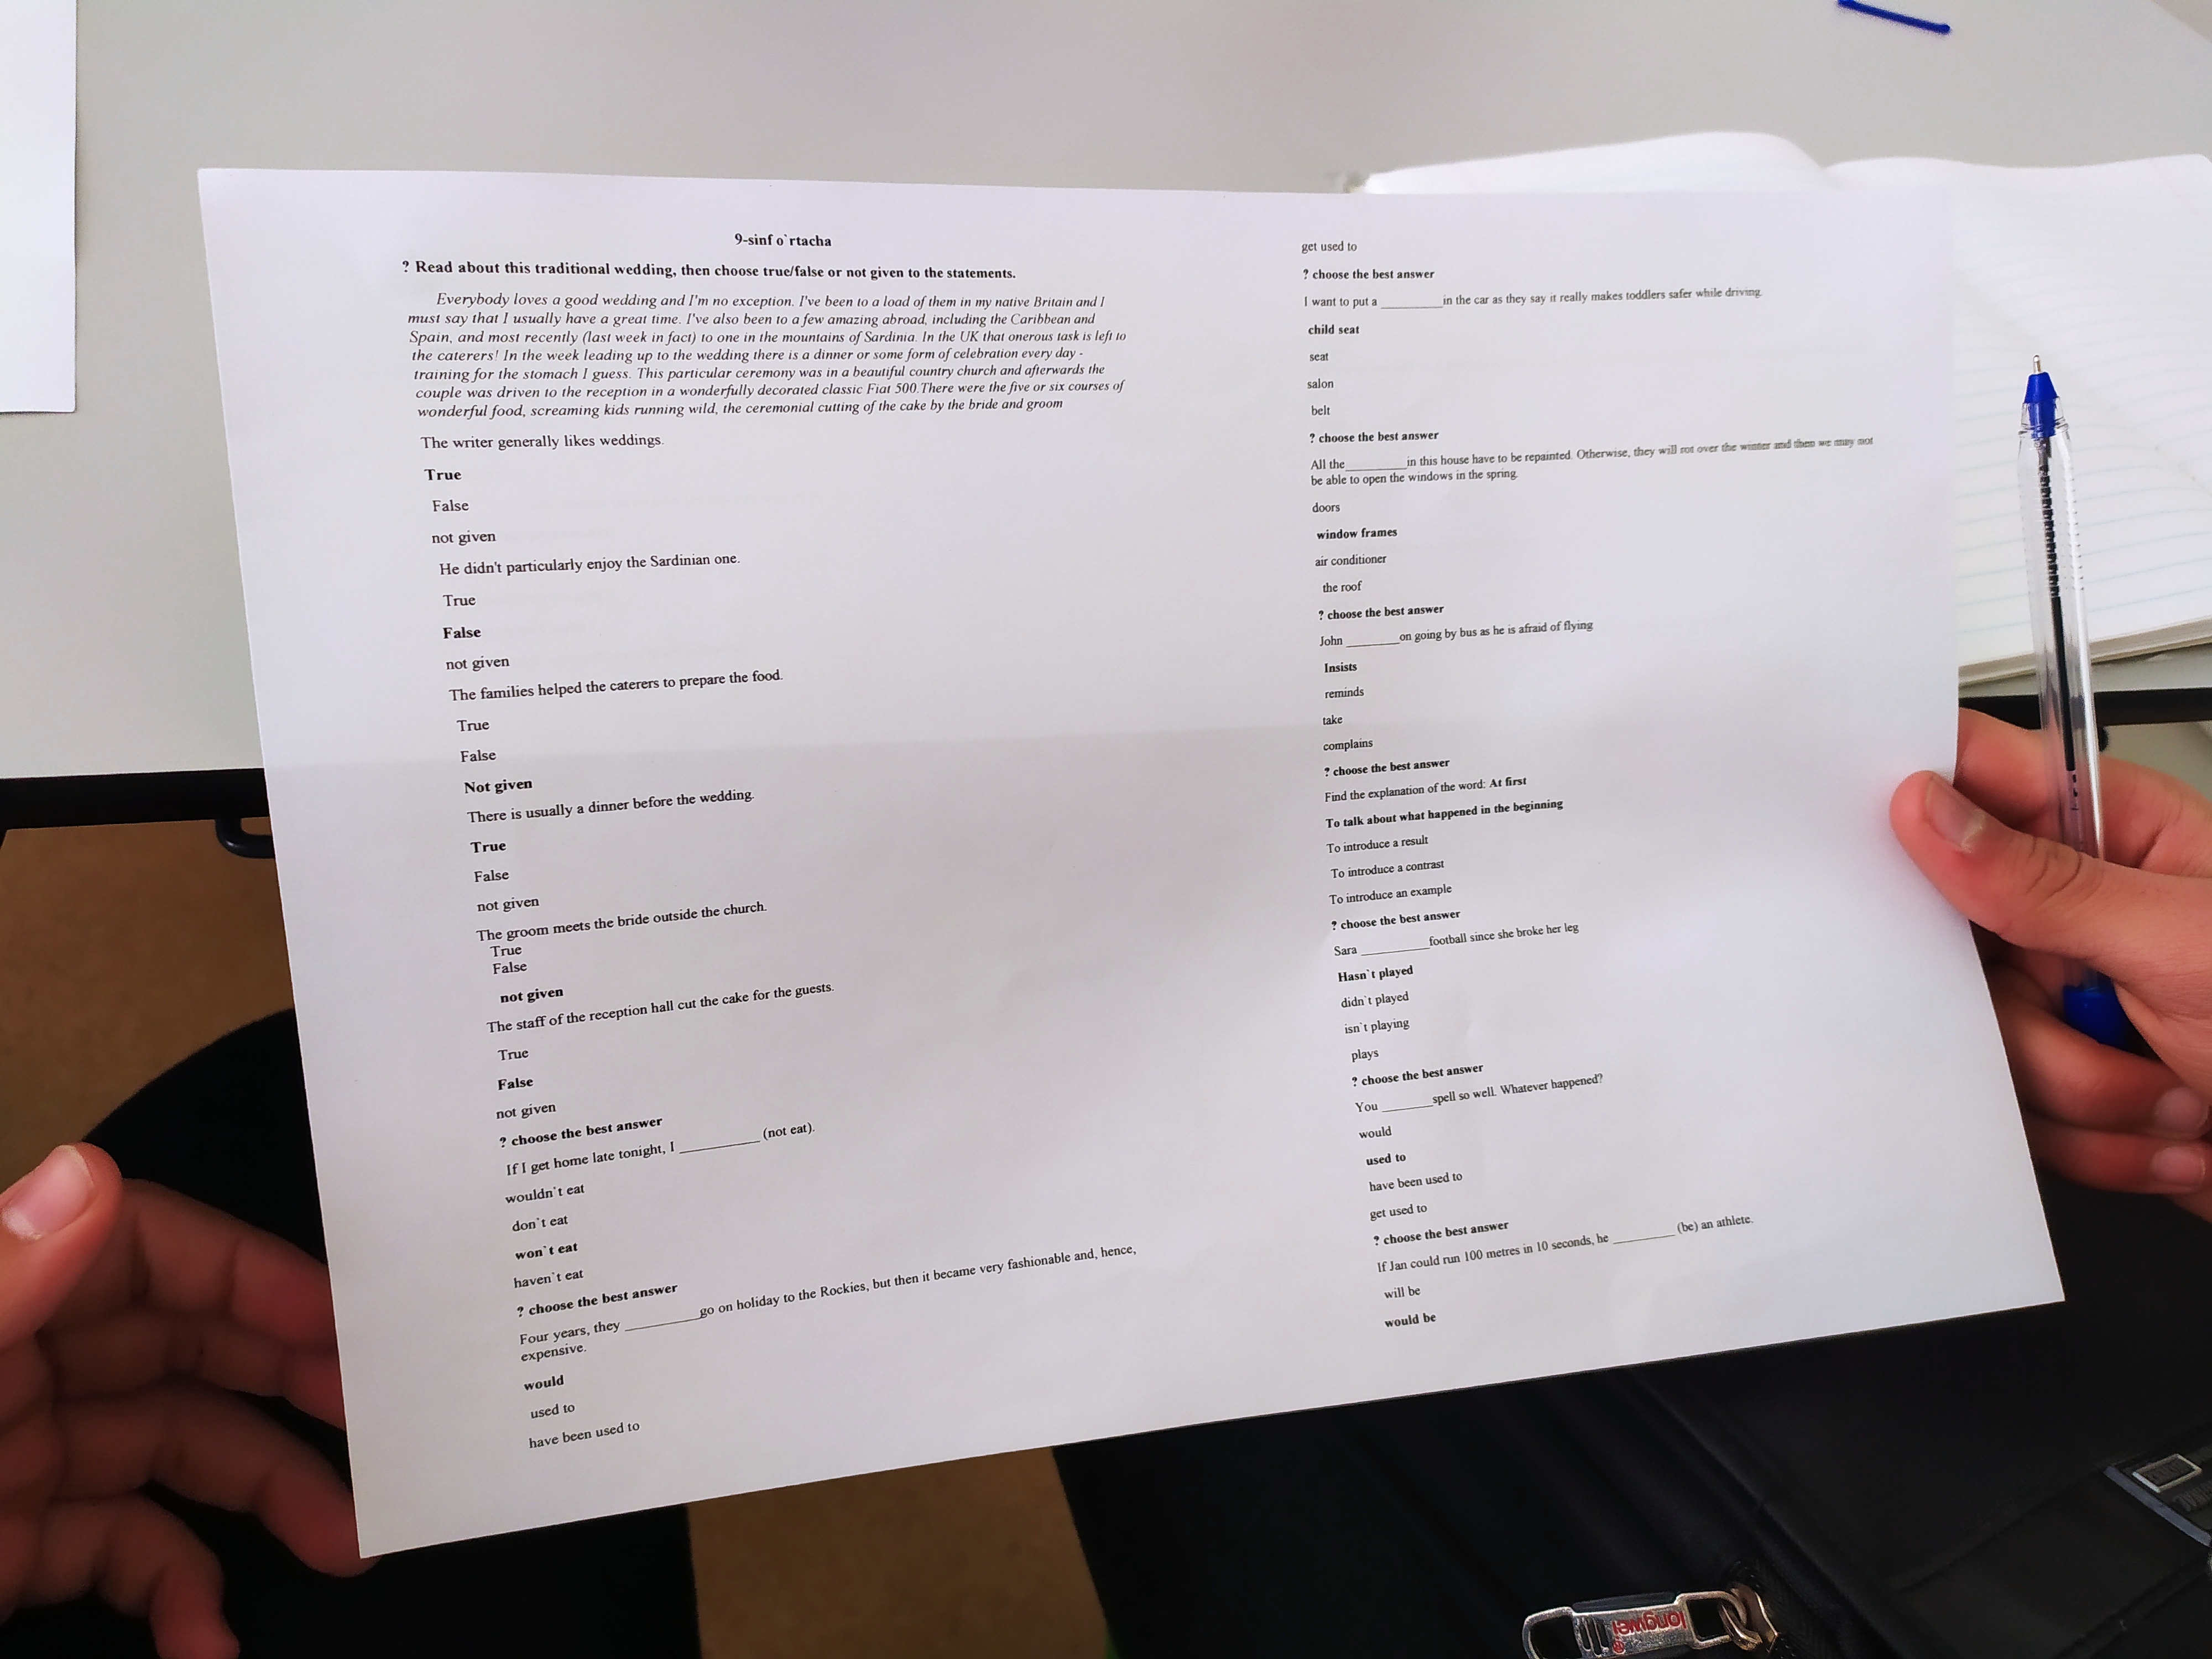 9-sinf o`rtacha
? Read about this traditional wedding, then choose true/false or not given to the statements.
Everybody loves a good wedding and I'm no exception. I've been to a load of them in my native Britain and I
must say that I usually have a great time. I've also been to a few amazing abroad, including the Caribbean and
Spain, and most recently (last week in fact) to one in the mountains of Sardinia. In the UK that onerous task is left to
the caterers! In the week leading up to the wedding there is a dinner or some form of celebration every day -
training for the stomach I guess. This particular ceremony was in a beautiful country church and afterwards the
couple was driven to the reception in a wonderfully decorated classic Fiat 500.There were the five or six courses of
wonderful food, screaming kids running wild, the ceremonial cutting of the cake by the bride and groom
The writer generally likes weddings.
True
False
not given
He didn't particularly enjoy the Sardinian one.
True
False
not given
The families helped the caterers to prepare the food.
True
False
Not given
There is usually a dinner before the wedding.
True
False
not given
The groom meets the bride outside the church.
True
False
not given
The staff of the reception hall cut the cake for the guests.
True
False
not given
? choose the best answer
If I get home late tonight, I __________ (not eat).
wouldn`t eat
don`t eat
won`t eat
haven`t eat
? choose the best answer
Four years, they __________go on holiday to the Rockies, but then it became very fashionable and, hence,
expensive.
would
used to
have been used to
get used to
? choose the best answer
I want to put a __________in the car as they say it really makes toddlers safer while driving.
child seat
seat
salon
belt
? choose the best answer
All the__________in this house have to be repainted. Otherwise, they will rot over the winter and then we may not
be able to open the windows in the spring.
doors
window frames
air conditioner
the roof
? choose the best answer
John ________on going by bus as he is afraid of flying
Insists
reminds
take
complains
? choose the best answer
Find the explanation of the word: At first
To talk about what happened in the beginning
To introduce a result
To introduce a contrast
To introduce an example
? choose the best answer
Sara __________football since she broke her leg
Hasn`t played
didn`t played
isn`t playing
plays
? choose the best answer
You ________spell so well. Whatever happened?
would
used to
have been used to
get used to
? choose the best answer
If Jan could run 100 metres in 10 seconds, he _________ (be) an athlete.
will be
would be
longwei